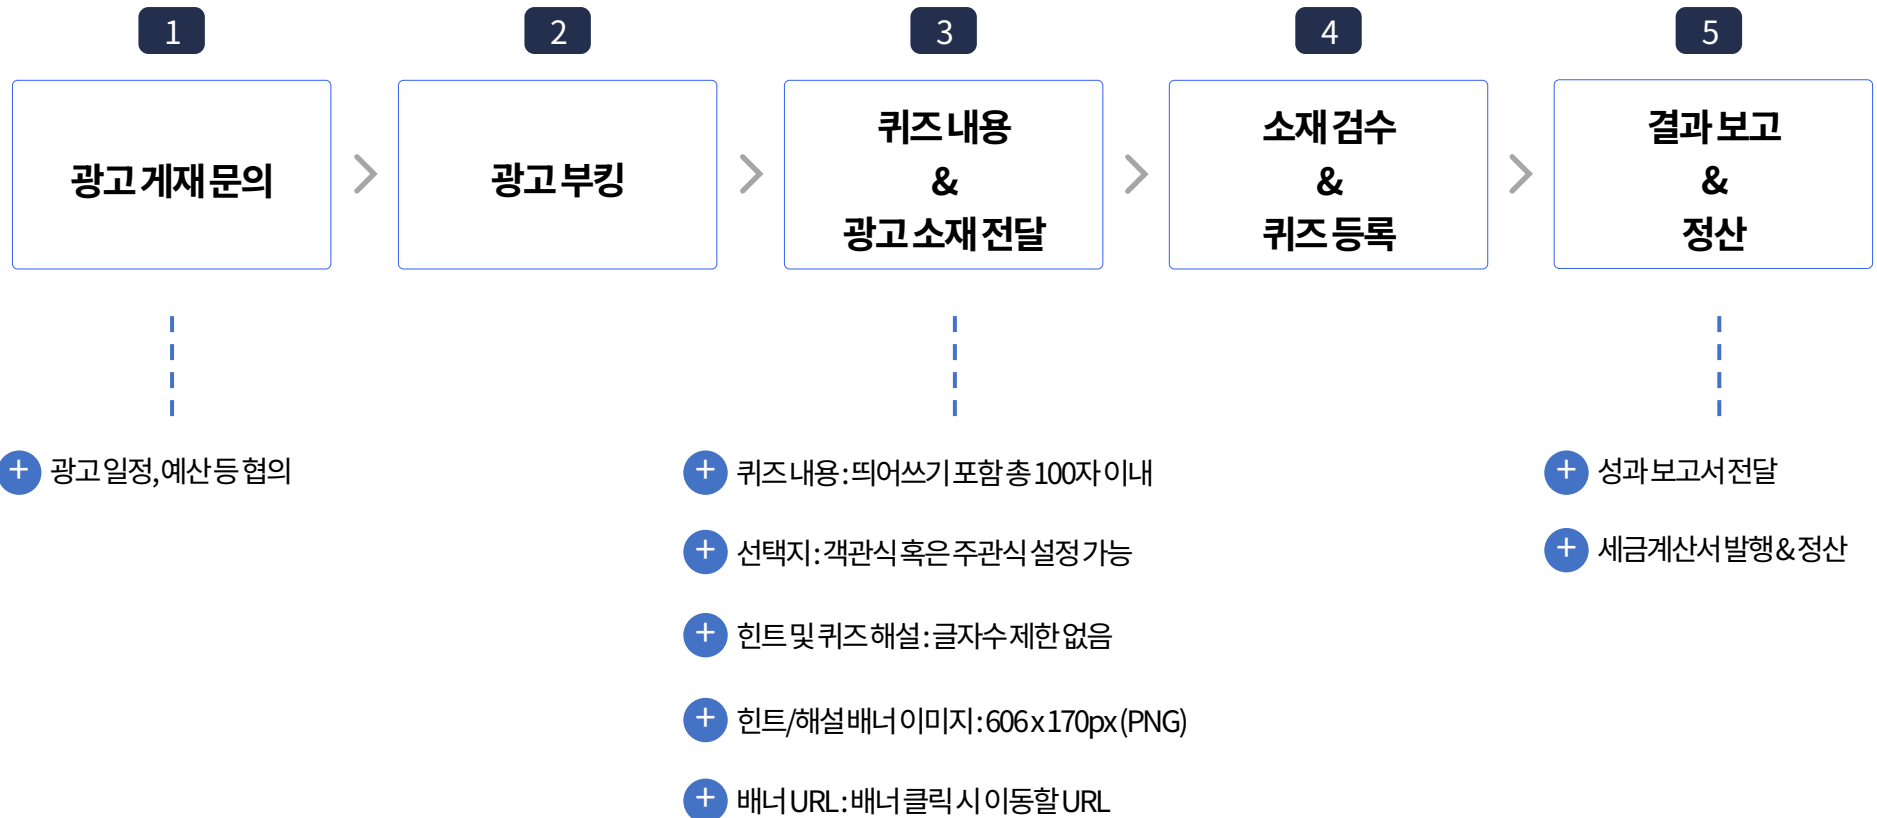 1
광고 게재 문의
2
광고 부킹
3
퀴즈 내용
&
광고 소재 전달
4
소재 검수
&
퀴즈 등록
5
결과 보고
&
정산
+ 광고 일정, 예산 등 협의
+ 퀴즈 내용 : 띄어쓰기 포함 총 100자 이내
+ 선택지 : 객관식 혹은 주관식 설정 가능
+ 힌트 및 퀴즈 해설 : 글자수 제한 없음
+ 힌트/해설 배너 이미지 : 606 x 170px (PNG)
+ 배너 URL : 배너 클릭 시 이동할 URL
+ 성과 보고서 전달
+ 세금계산서 발행 & 정산